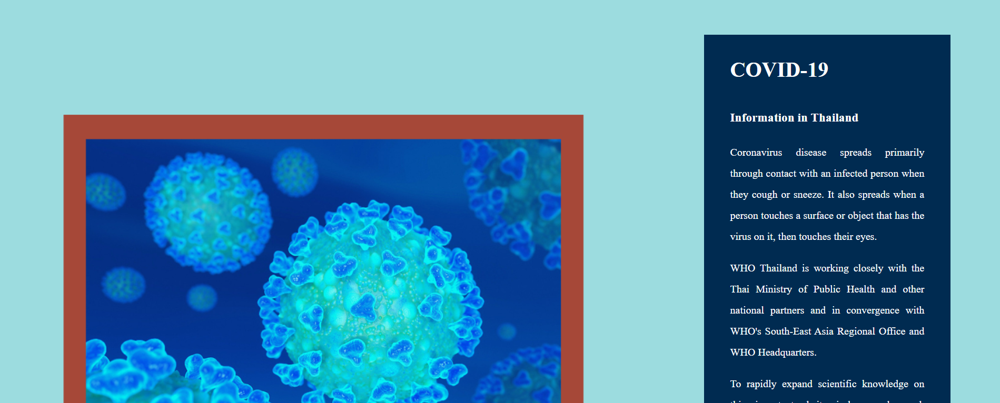 COVID-19
Information in Thailand
Coronavirus disease spreads primarily
through contact with an infected person when
they cough or sneeze. It also spreads when a
person touches a surface or object that has the
virus on it, then touches their eyes.
WHO Thailand is working closely with the
Thai Ministry of Public Health and other
national partners and in convergence with
WHO's South-East Asia Regional Office and
WHO Headquarters.
To rapidly expand scientific knowledge on